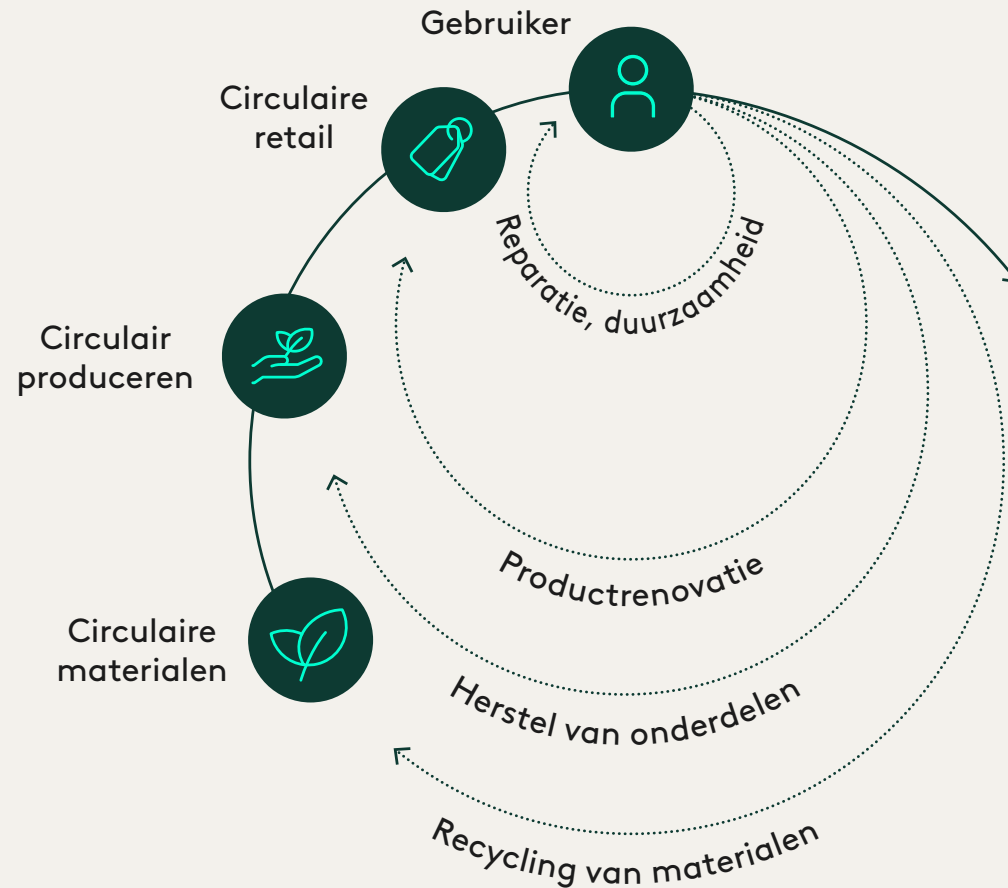 Gebruiker
Circulaire
retail
Reparatie, duurzaamheid
Circulair
produceren
Productrenovatie
Circulaire
materialen
Herstel van onderdelen
Recycling van materialen